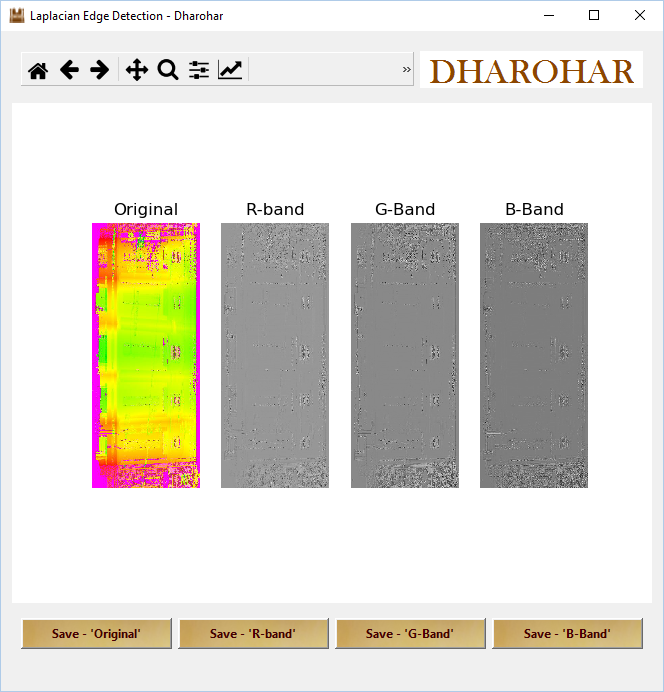 Laplacian Edge Detection - Dharohar
» DHAROHAR
Original R-band G-Band B-Band
Save - 'Original' Save - 'R-band' Save - 'G-Band' Save - 'B-Band'